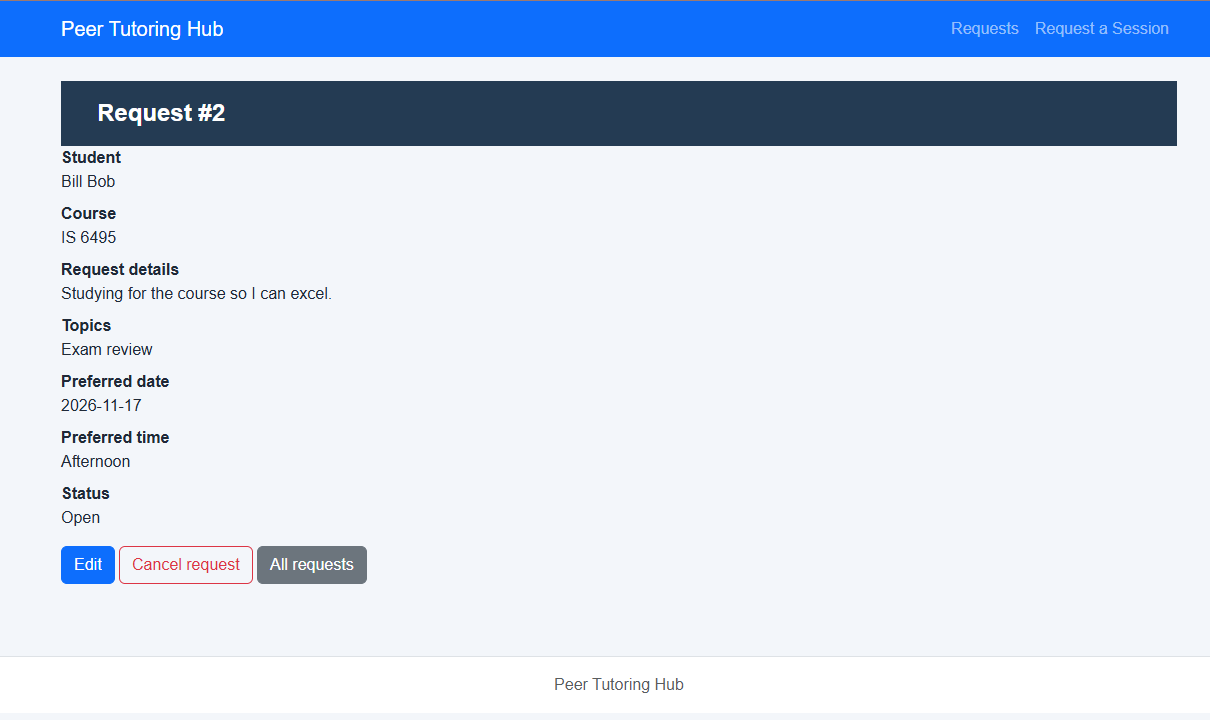 Peer Tutoring Hub
Requests
Request a Session
Request #2
Student
Bill Bob
Course
IS 6495
Request details
Studying for the course so I can excel.
Topics
Exam review
Preferred date
2026-11-17
Preferred time
Afternoon
Status
Open
Edit
Cancel request
All requests
Peer Tutoring Hub